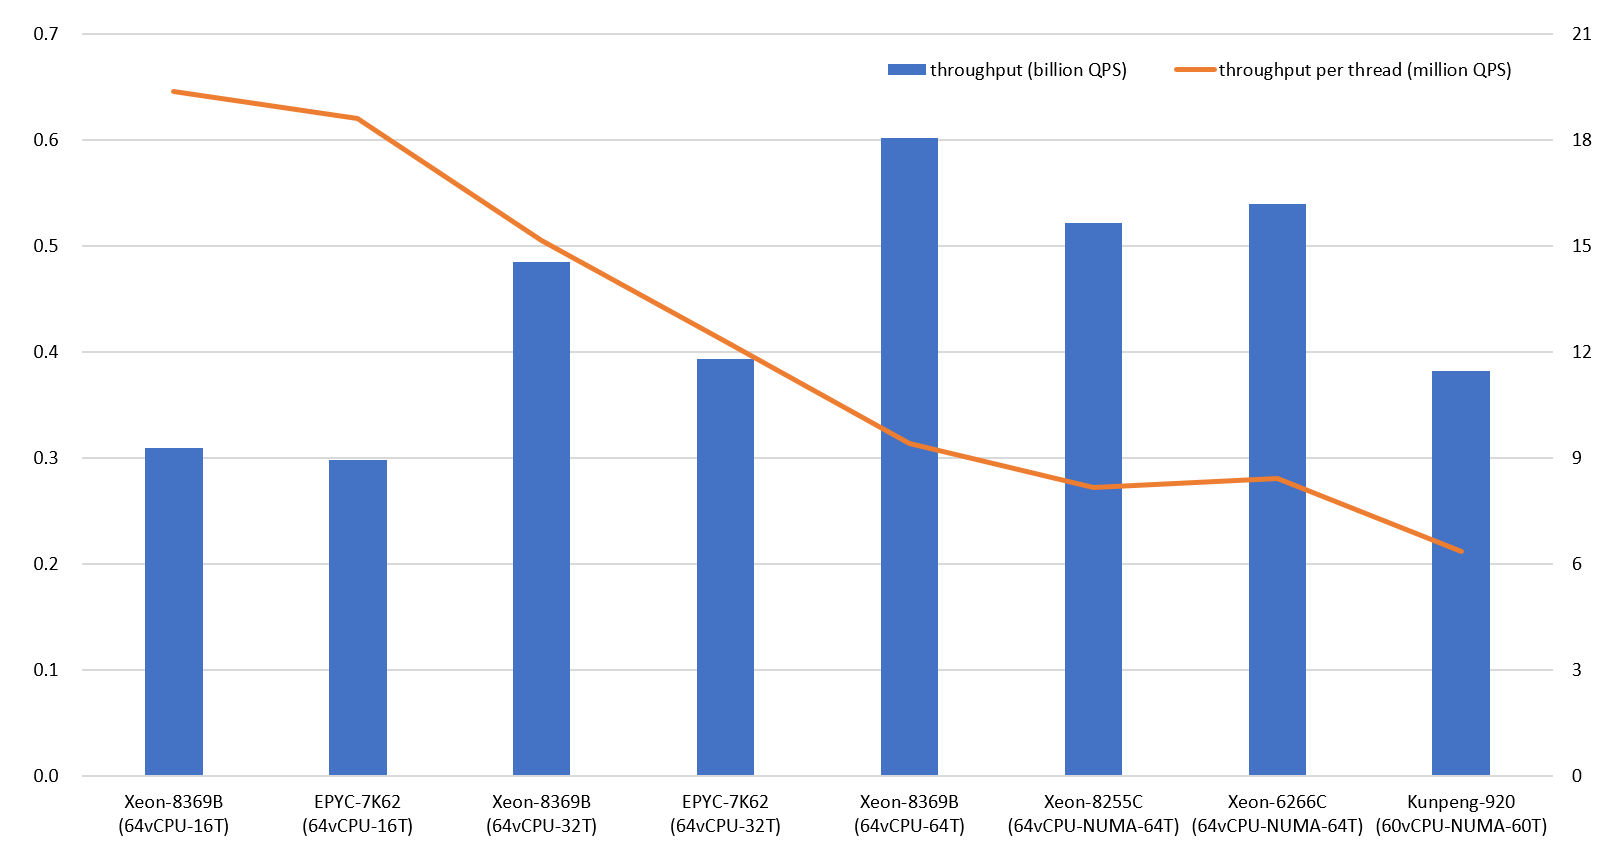 0.7
0.6
0.5
0.4
0.3
0.2
0.1
0.0
throughput (billion QPS)
throughput per thread (million QPS)
21
18
15
12
9
6
3
0
Xeon-8369B
(64vCPU-16T)
EPYC-7K62
(64vCPU-16T)
Xeon-8369B
(64vCPU-32T)
EPYC-7K62
(64vCPU-32T)
Xeon-8369B
(64vCPU-64T)
Xeon-8255C
(64vCPU-NUMA-64T)
Xeon-6266C
(64vCPU-NUMA-64T)
Kunpeng-920
(60vCPU-NUMA-60T)